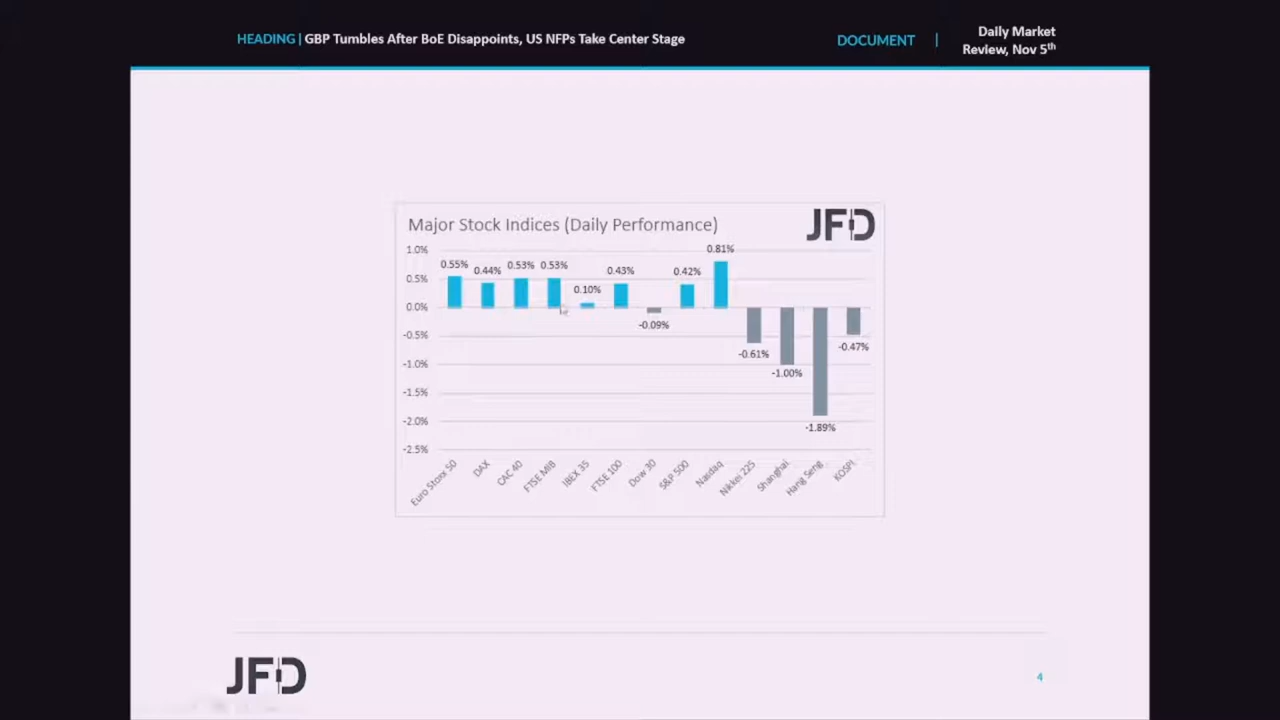 HEADING | GBP Tumbles After BoE Disappoints, US NFPs Take Center Stage
DOCUMENT |
Daily Market
Review, Nov 5th
Major Stock Indices (Daily Performance)
JFD
1.0%
0.5%
0.0%
-0.5%
-1.0%
-1.5%
-2.0%
-2.5%
0.55%
0.44%
0.53%
0.53%
0.10%
0.43%
-0.09%
0.42%
0.81%
-0.61%
-1.00%
-1.89%
-0.47%
Euro Stoxx 50
DAX
CAC 40
FTSE MIB
IBEX 35
FTSE 100
Dow 30
S&P 500
Nasdaq
Nikkei 225
Shanghai
Hang Seng
KOSPI
JFD
4